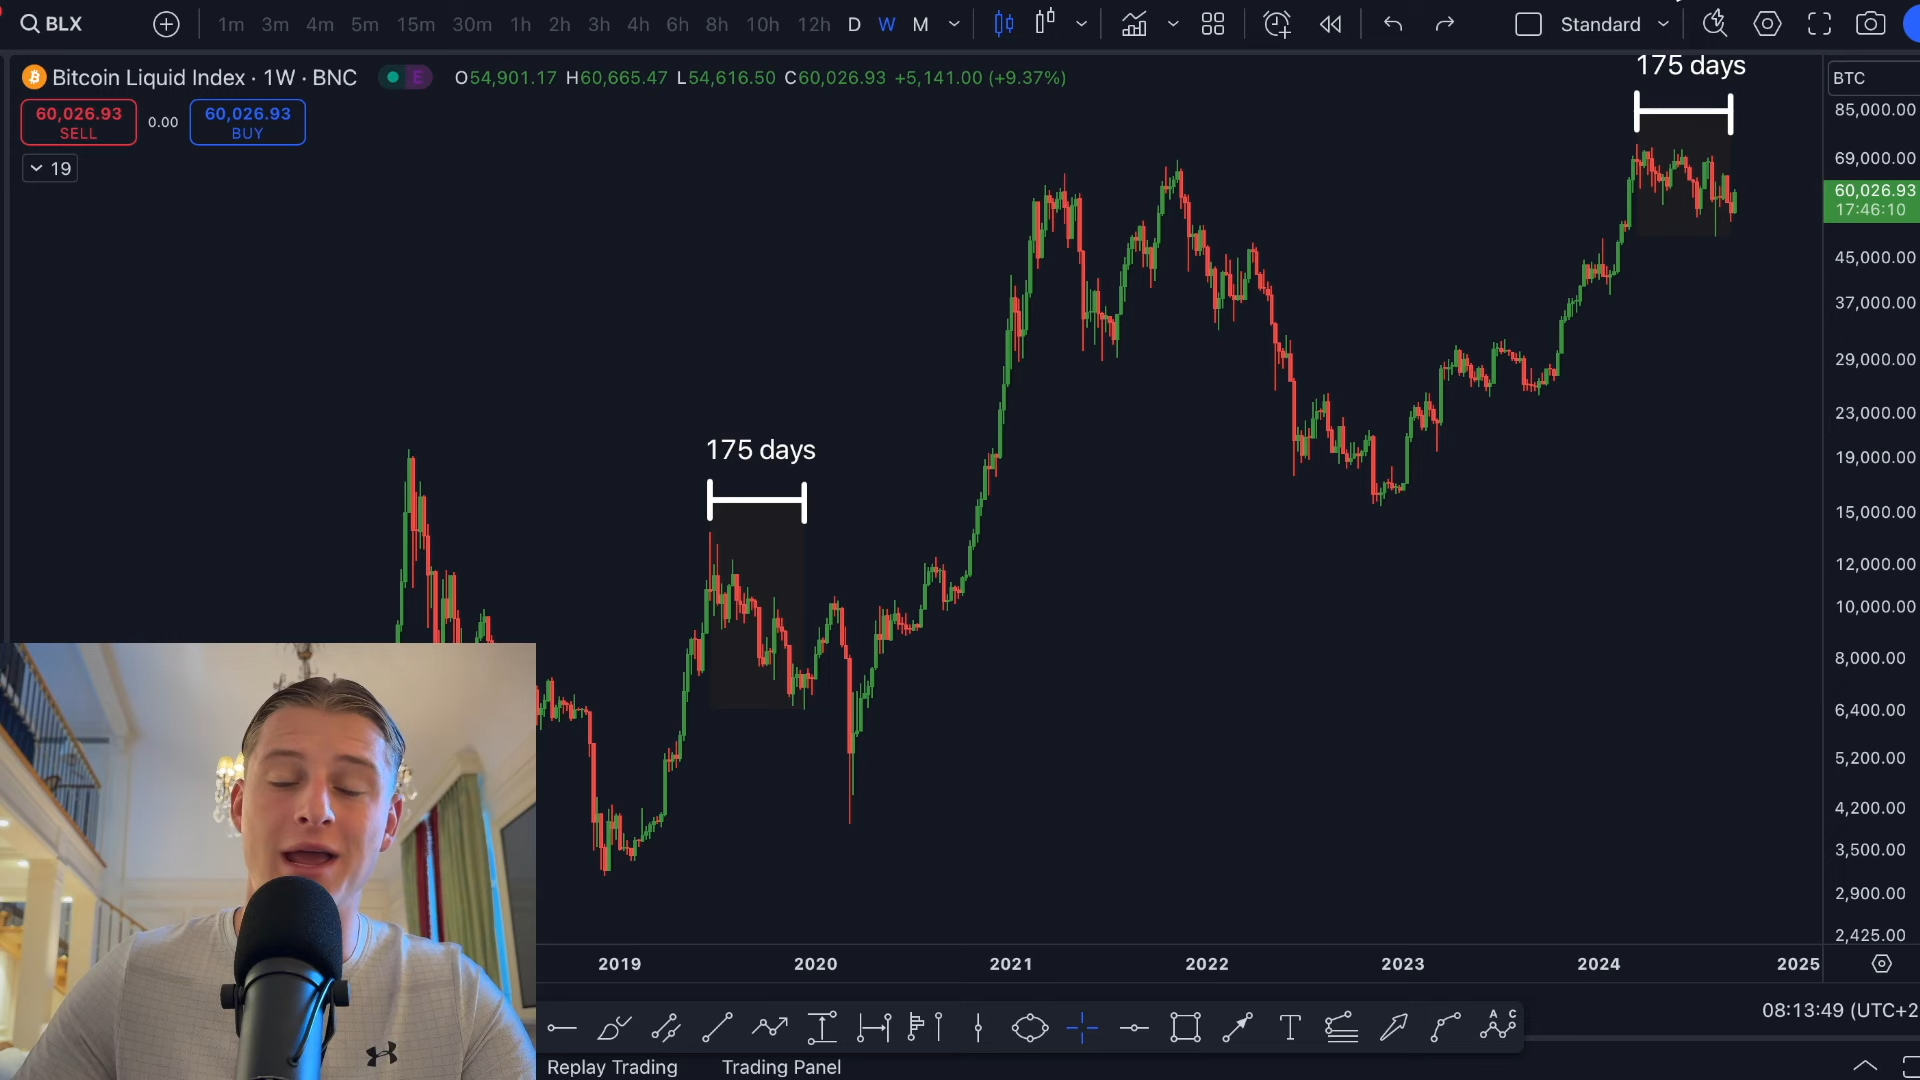 BLX
1m 3m 4m 5m 15m 30m 1h 2h 3h 4h 6h 8h 10h 12h D W M
Standard
Bitcoin Liquid Index · 1W · BNC
E
O54,901.17 H60,665.47 L54,616.50 C60,026.93 +5,141.00 (+9.37%)
60,026.93
SELL
0.00
60,026.93
BUY
19
175 days
175 days
BTC
85,000.00
69,000.00
60,026.93
17:46:10
45,000.00
37,000.00
29,000.00
23,000.00
19,000.00
15,000.00
12,000.00
10,000.00
8,000.00
6,400.00
5,200.00
4,200.00
3,500.00
2,900.00
2,425.00
2019 2020 2021 2022 2023 2024 2025
08:13:49 (UTC+2
T
A C
Replay Trading Trading Panel